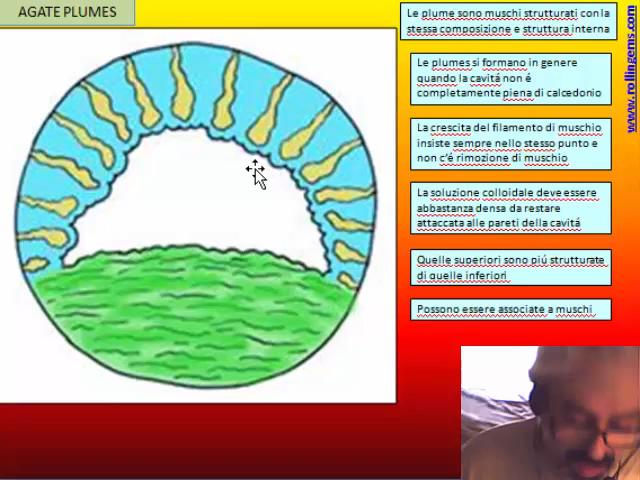 AGATE PLUMES
Le plume sono muschi strutturati con la
stessa composizione e struttura interna
Le plumes si formano in genere
quando la cavitá non é
completamente piena di calcedonio
La crescita del filamento di muschio
insiste sempre nello stesso punto e
non c'é rimozione di muschio
La soluzione colloidale deve essere
abbastanza densa da restare
attaccata alle pareti della cavitá
Quelle superiori sono piú strutturate
di quelle inferiori
Possono essere associate a muschi
www.rollingems.com